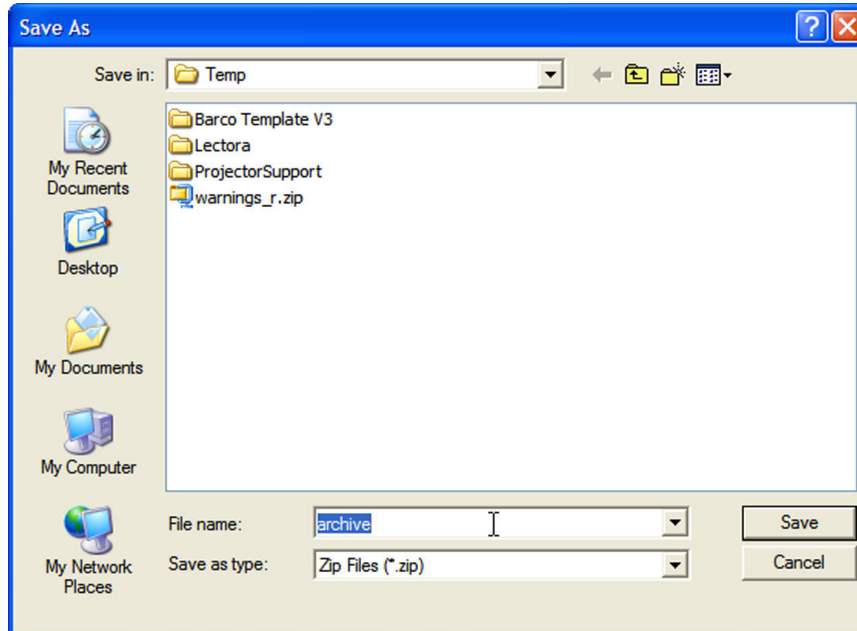 Save As
Save in:
Temp
Barco Template V3
Lectora
ProjectorSupport
warnings_r.zip
My Recent
Documents
Desktop
My Documents
My Computer
My Network
Places
File name:
archive
Save
Save as type:
Zip Files (*.zip)
Cancel